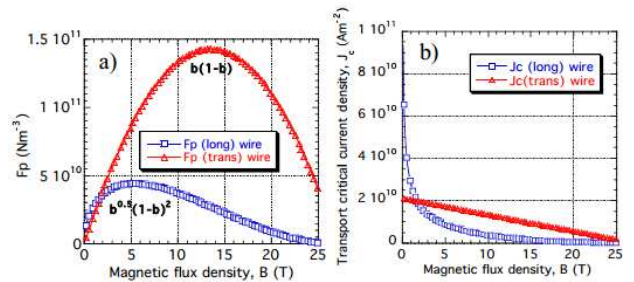 a)
1.5 10¹¹
1 10¹¹
5 10¹⁰
0
Fp (Nm⁻³)
b(1-b)
Fp (long) wire
Fp (trans) wire
b⁰·⁵(1-b)²
0 5 10 15 20 25
Magnetic flux density, B (T)
b)
1 10¹¹
8 10¹⁰
6 10¹⁰
4 10¹⁰
2 10¹⁰
0
Transport critical current density, J_c (Am⁻²)
Jc (long) wire
Jc(trans) wire
0 5 10 15 20 25
Magnetic flux density, B (T)